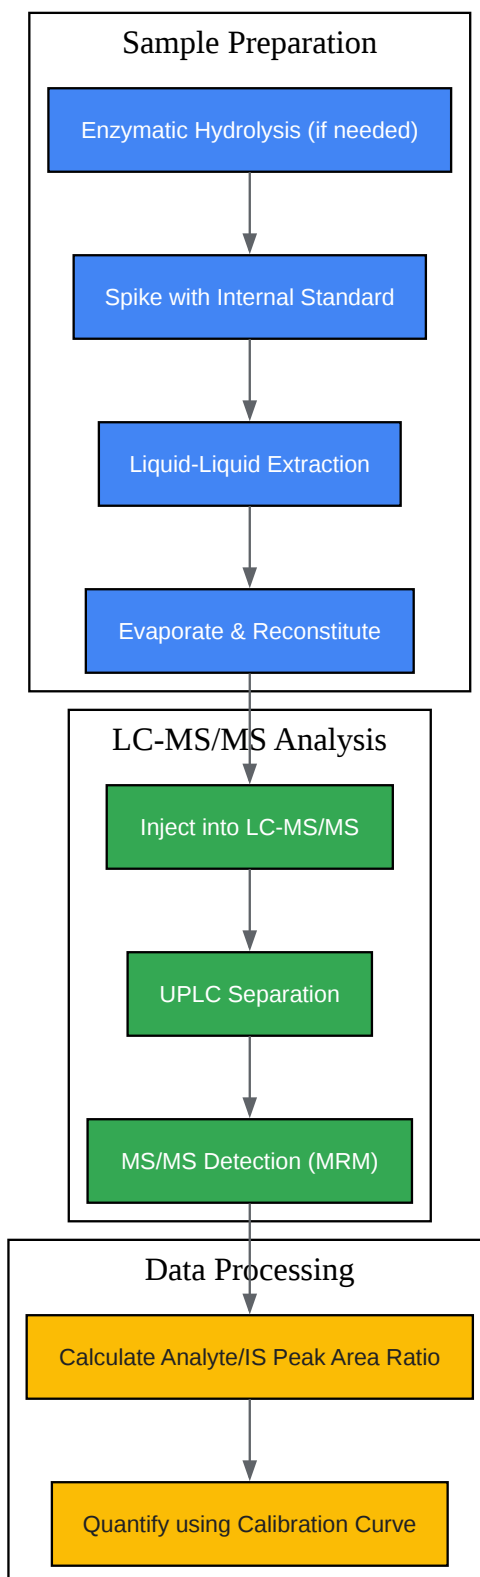 Sample Preparation
Enzymatic Hydrolysis (if needed)
Spike with Internal Standard
Liquid-Liquid Extraction
Evaporate & Reconstitute
LC-MS/MS Analysis
Inject into LC-MS/MS
UPLC Separation
MS/MS Detection (MRM)
Data Processing
Calculate Analyte/IS Peak Area Ratio
Quantify using Calibration Curve